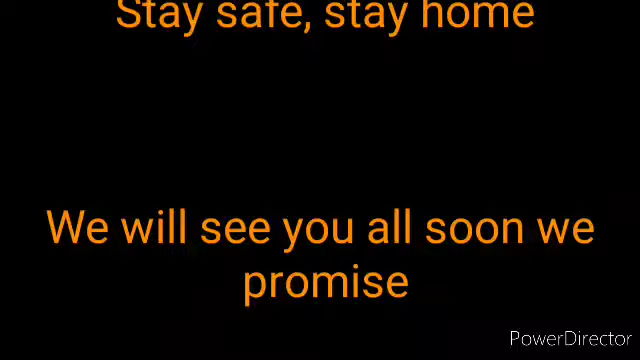 Stay safe, stay home
We will see you all soon we
promise
PowerDirector